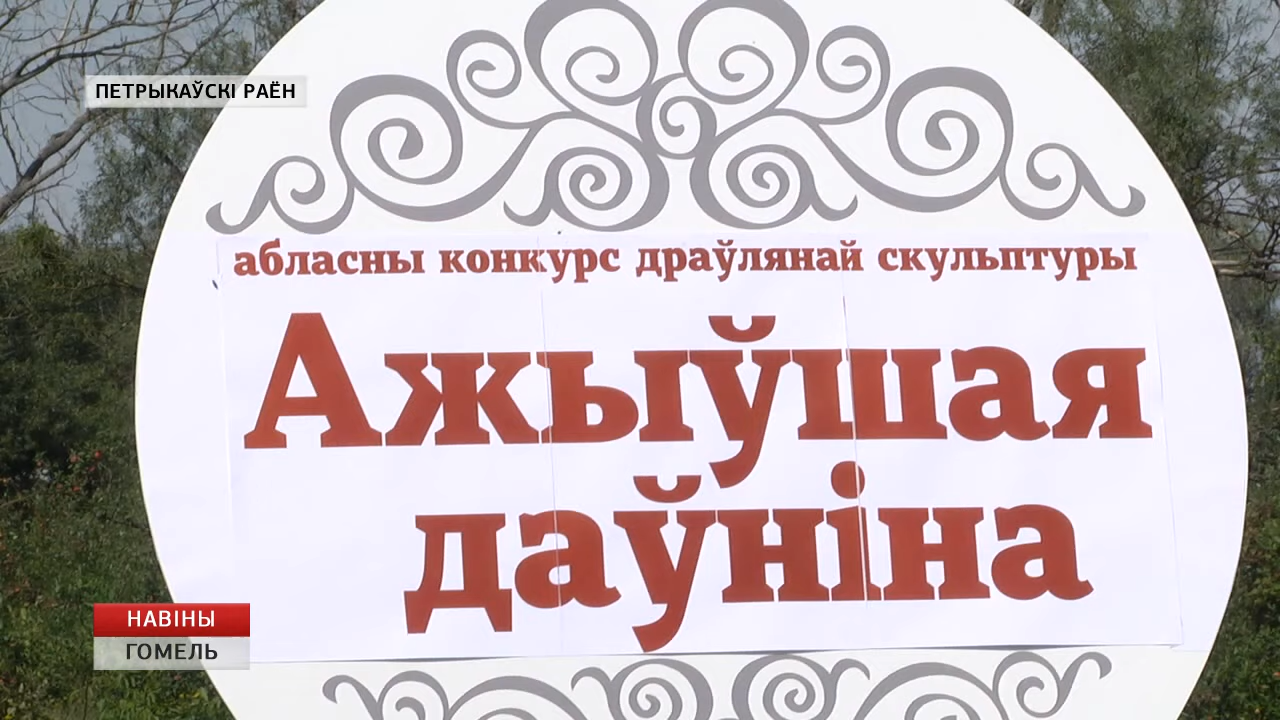 ПЕТРЫКАЎСКІ РАЁН
абласны конкурс драўлянай скульптуры
Ажыўшая
даўніна
НАВІНЫ
ГОМЕЛЬ